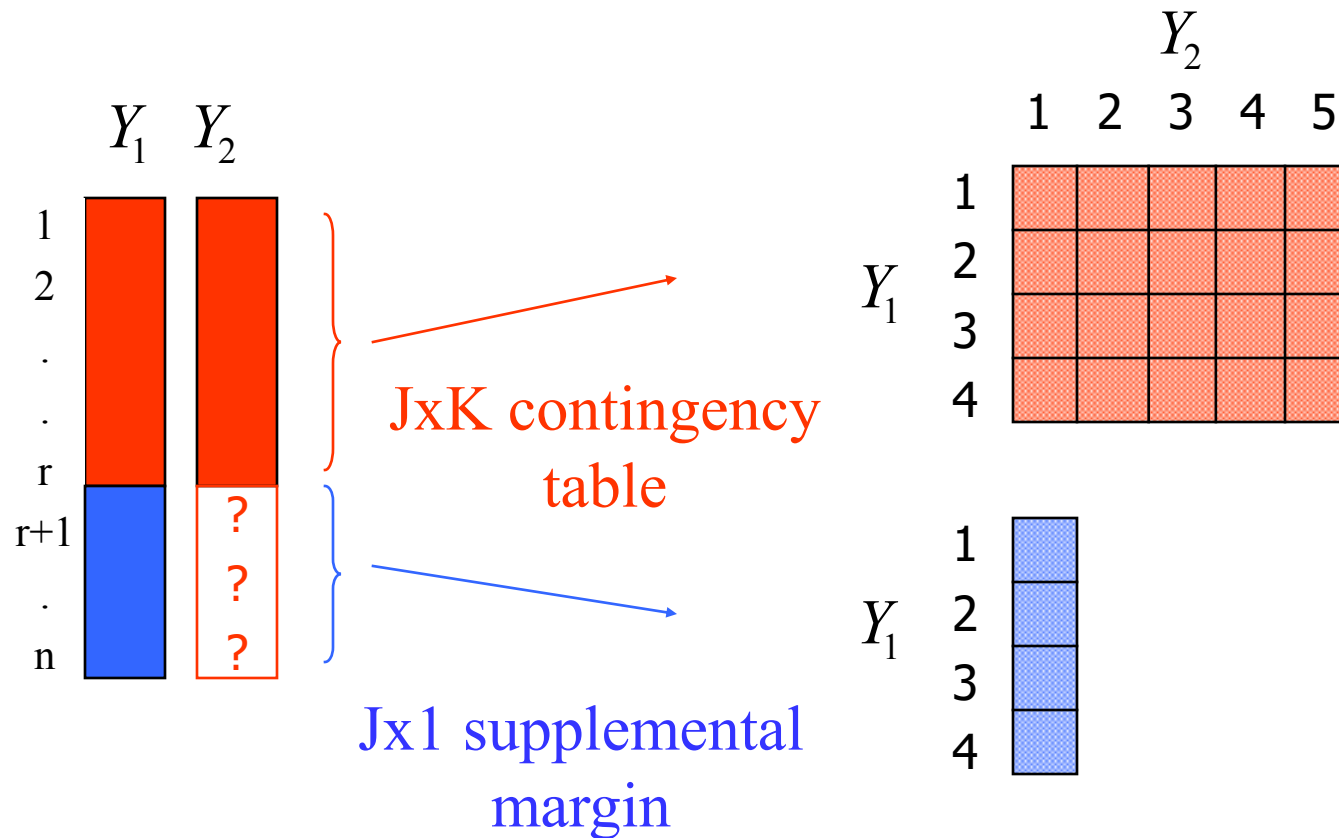 Y₁ Y₂
1
2
.
.
r
r+1
.
n
?
?
?
JxK contingency
table
Jx1 supplemental
margin
Y₂
1 2 3 4 5
Y₁
1
2
3
4
Y₁
1
2
3
4